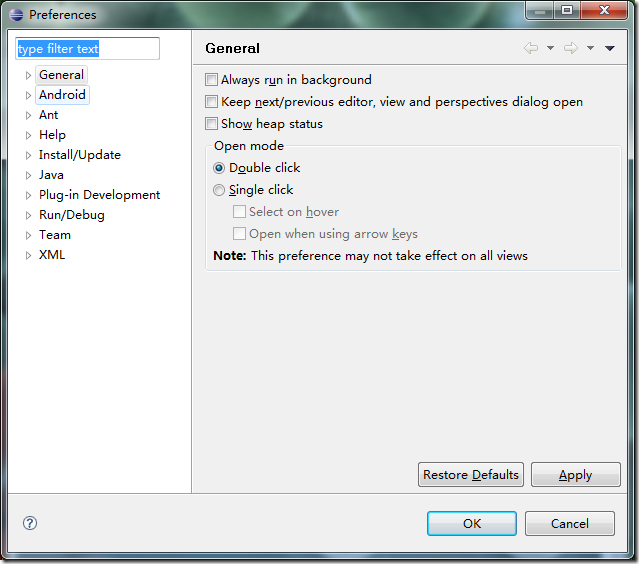 Preferences
type filter text
General
Android
Ant
Help
Install/Update
Java
Plug-in Development
Run/Debug
Team
XML
General
Always run in background
Keep next/previous editor, view and perspectives dialog open
Show heap status
Open mode
Double click
Single click
Select on hover
Open when using arrow keys
Note: This preference may not take effect on all views
Restore Defaults
Apply
?
OK
Cancel